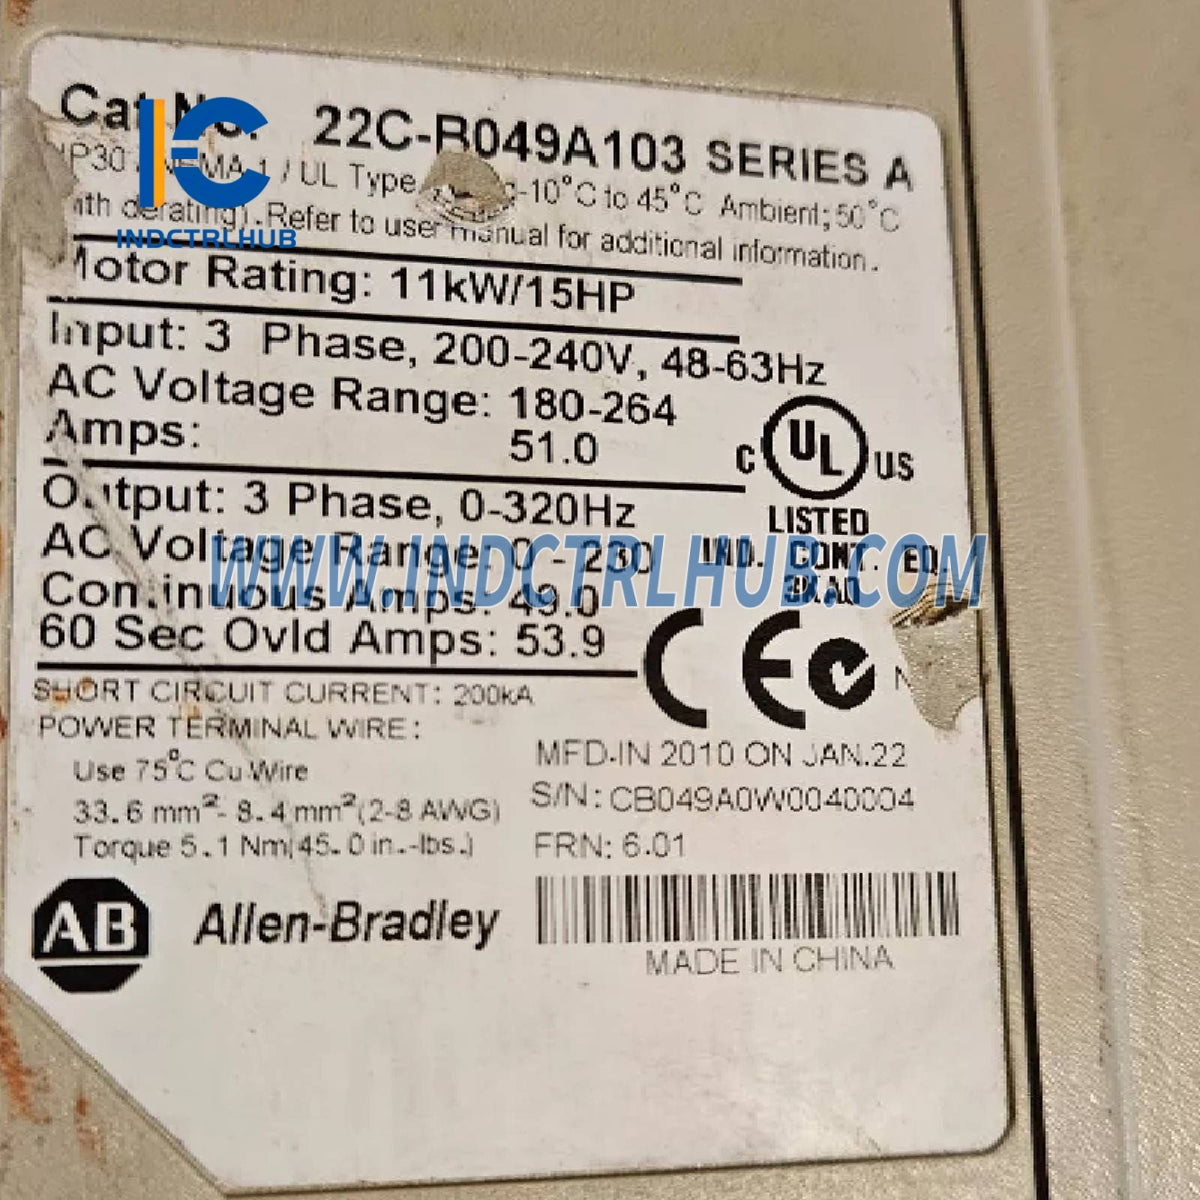 Cat.No. 22C-B049A103 SERIES A
IP30 NEMA-1 / UL Type -10°C to 45°C Ambient; 50°C
with derating). Refer to user manual for additional information.
Motor Rating: 11kW/15HP
Input: 3 Phase, 200-240V, 48-63Hz
AC Voltage Range: 180-264
Amps: 51.0
Output: 3 Phase, 0-320Hz
AC Voltage Range: 0 - 230
Continuous Amps: 49.0
60 Sec Ovld Amps: 53.9
C UL US
LISTED
IND. CONT. EQ.
3KAQ
CE
SHORT CIRCUIT CURRENT: 200kA
POWER TERMINAL WIRE:
Use 75°C Cu Wire
33.6 mm²- 8.4 mm²(2-8 AWG)
Torque 5.1 Nm(45.0 in.-lbs.)
MFD.IN 2010 ON JAN.22
S/N: CB049A0W0040004
FRN: 6.01
AB Allen-Bradley
MADE IN CHINA
INDCTRLHUB
WWW.INDCTRLHUB.COM